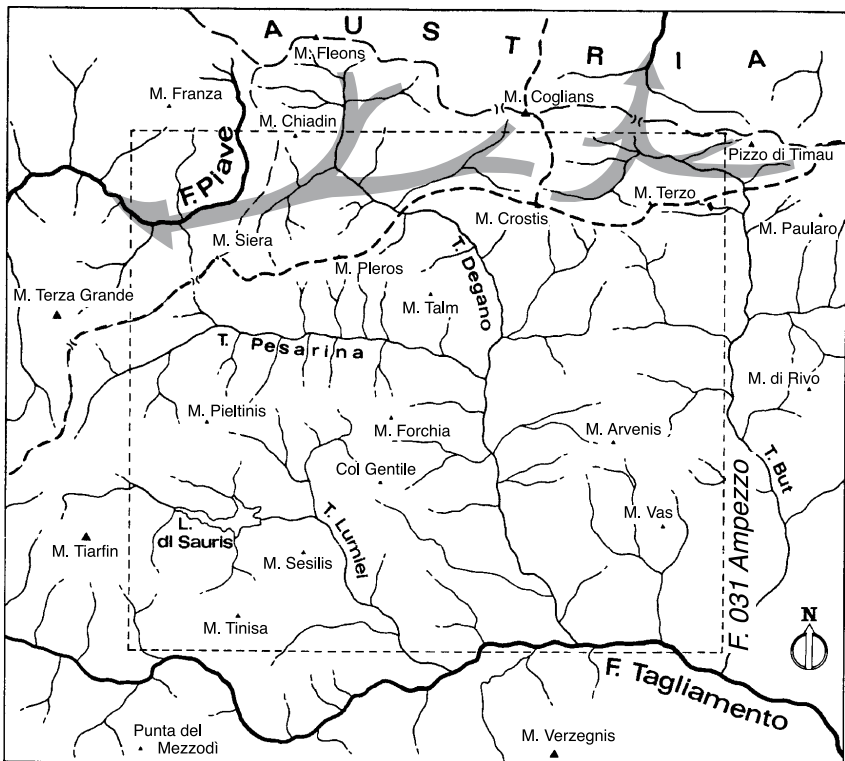 AUSTRIA
M. Fleons
M. Franza
M. Coglians
M. Chiadin
F. Piave
Pizzo di Timau
M. Terzo
M. Crostis
M. Paularo
M. Siera
T. Degano
M. Pleros
M. Terza Grande
M. Talm
T. Pesarina
M. di Rivo
M. Pieltinis
M. Forchia
M. Arvenis
Col Gentile
T. But
F. 031 Ampezzo
L.
di Sauris
T. Lumiei
M. Vas
M. Tiarfin
M. Sesilis
M. Tinisa
N
F. Tagliamento
Punta del
Mezzodì
M. Verzegnis